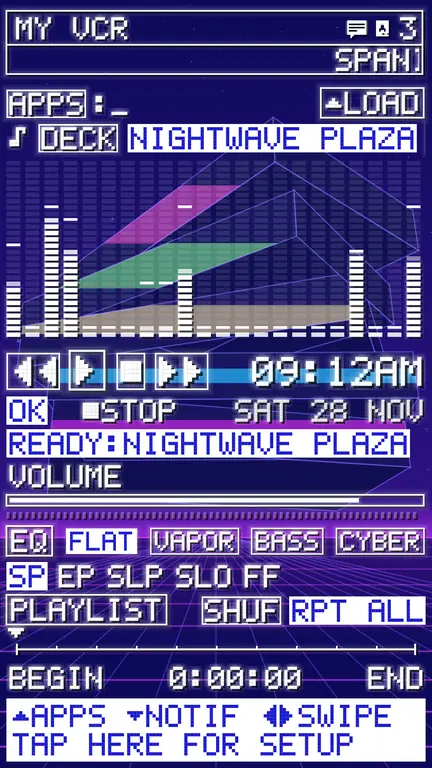 MY VCR 3
SPAN
APPS:_ LOAD
DECK NIGHTWAVE PLAZA
09:12AM
OK STOP SAT 28 NOV
READY:NIGHTWAVE PLAZA
VOLUME
EQ FLAT VAPOR BASS CYBER
SP EP SLP SLO FF
PLAYLIST SHUF RPT ALL
BEGIN 0:00:00 END
APPS NOTIF SWIPE
TAP HERE FOR SETUP